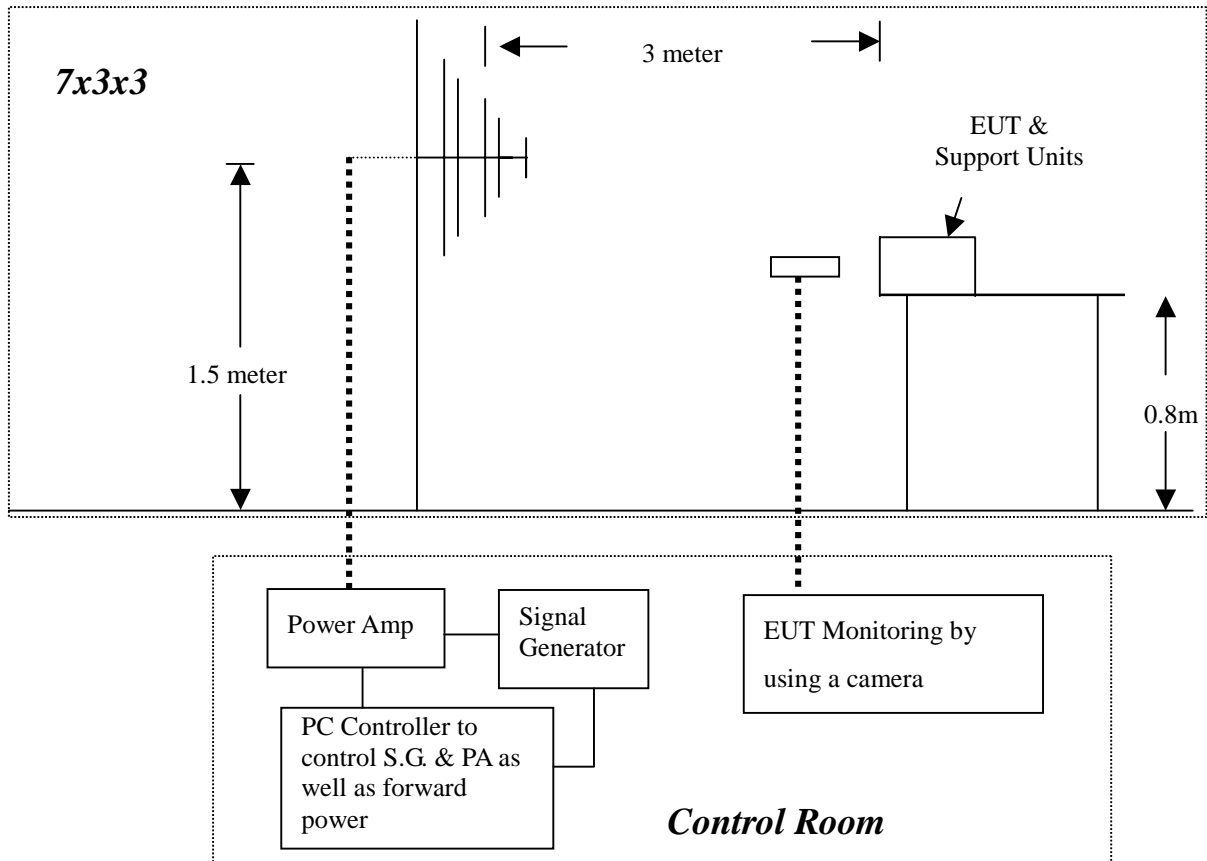 3 meter
7x3x3
EUT &
Support Units
1.5 meter
0.8m
Power Amp
Signal
Generator
EUT Monitoring by
using a camera
PC Controller to
control S.G. & PA as
well as forward
power
Control Room